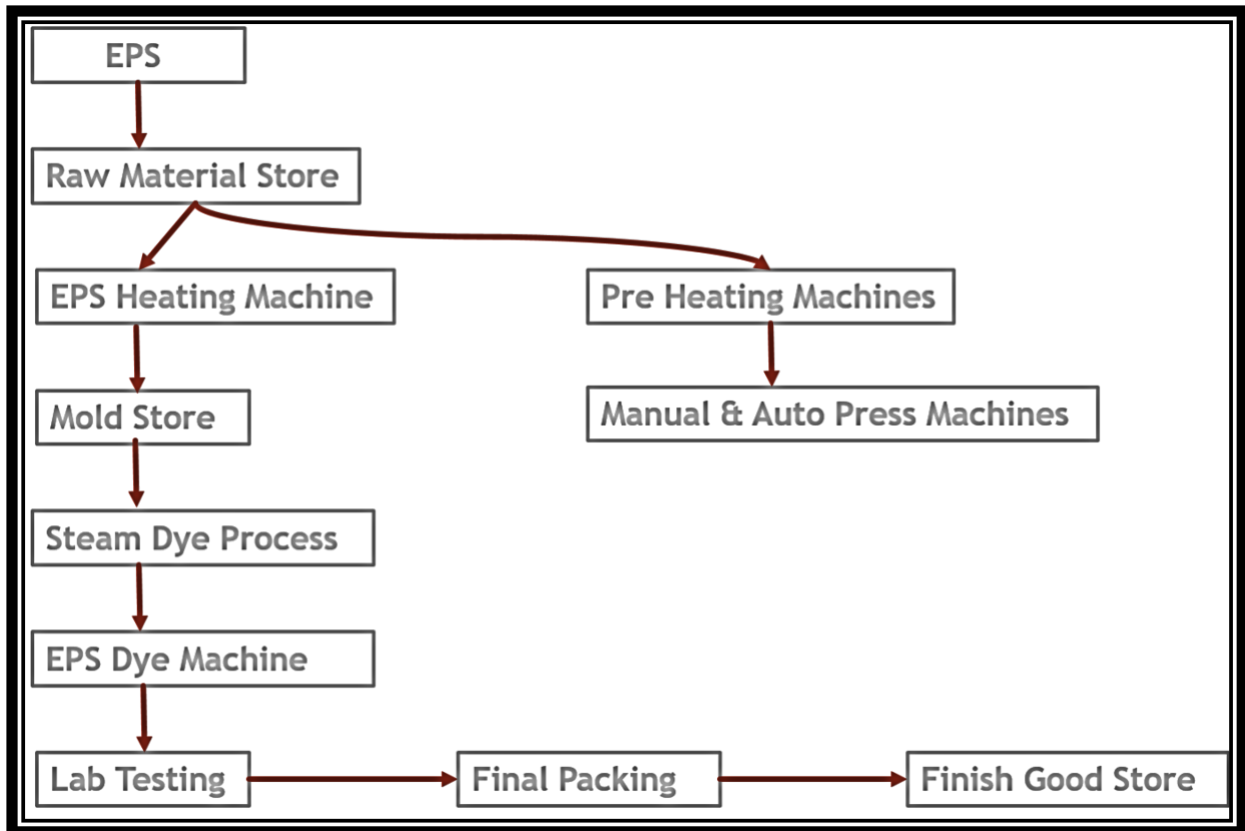 EPS
Raw Material Store
EPS Heating Machine
Pre Heating Machines
Mold Store
Manual & Auto Press Machines
Steam Dye Process
EPS Dye Machine
Lab Testing
Final Packing
Finish Good Store